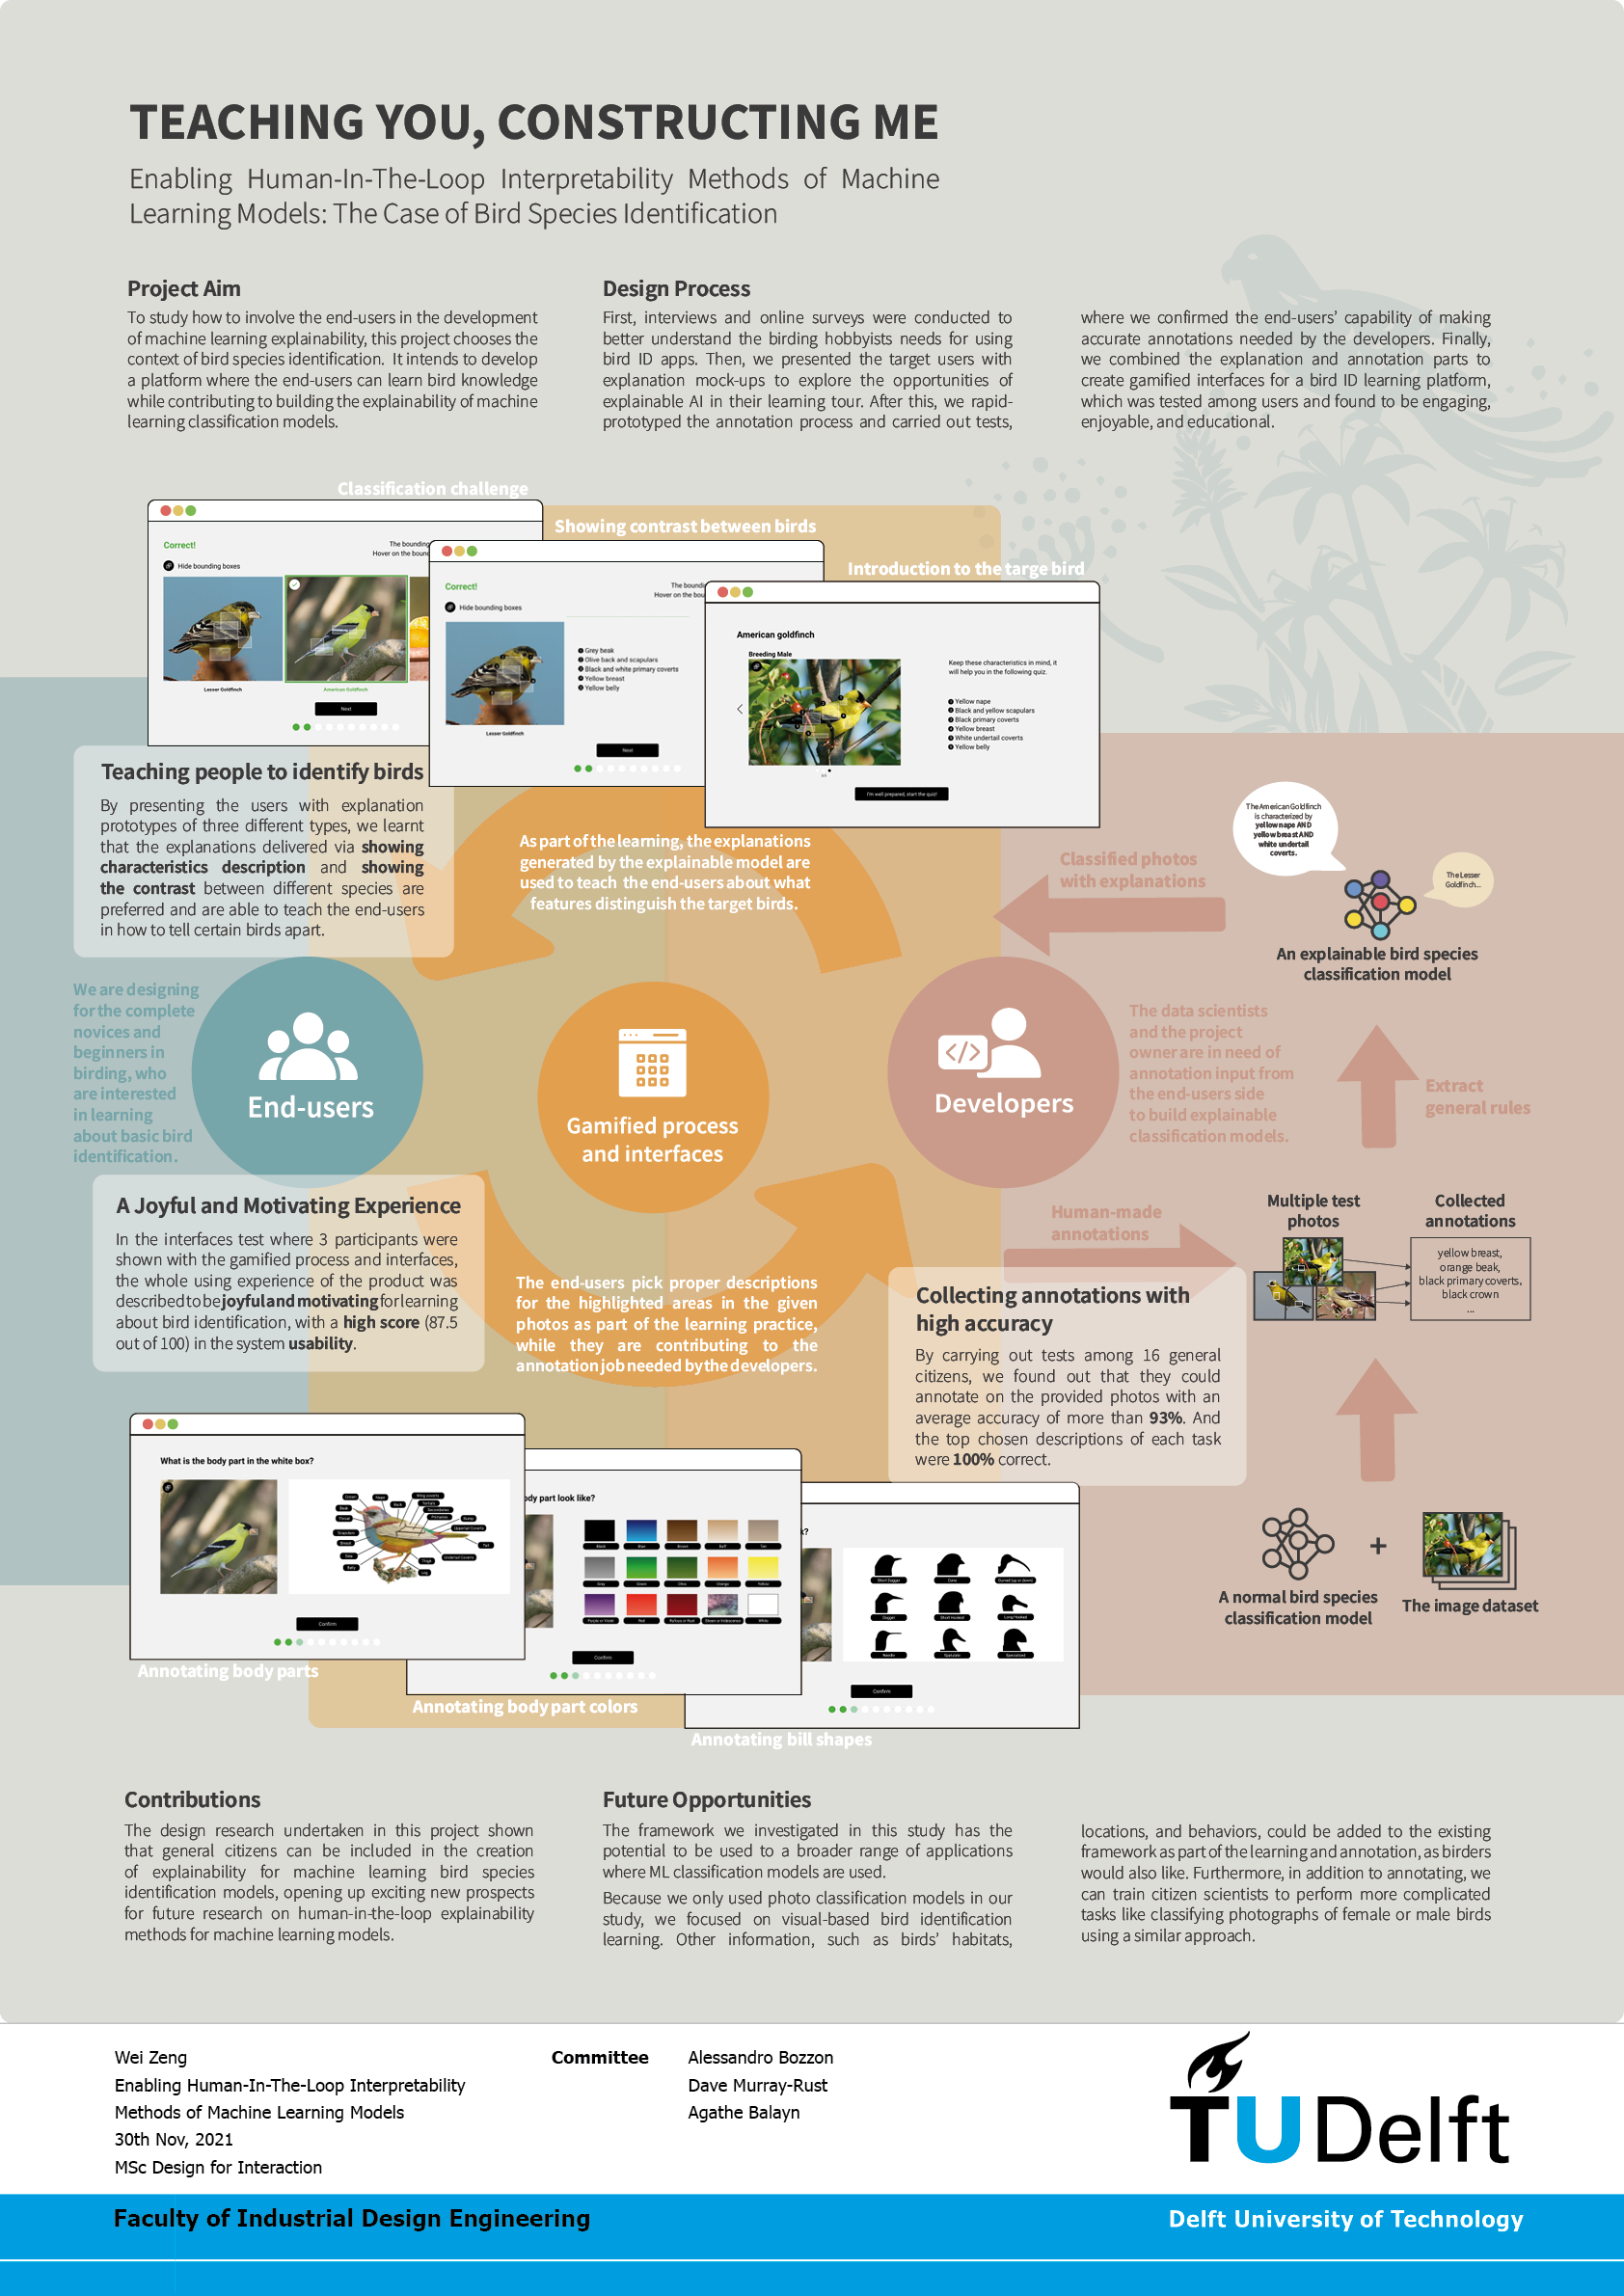 TEACHING YOU, CONSTRUCTING ME
Enabling Human-In-The-Loop Interpretability Methods of Machine
Learning Models: The Case of Bird Species Identification
Project Aim
To study how to involve the end-users in the development
of machine learning explainability, this project chooses the
context of bird species identification. It intends to develop
a platform where the end-users can learn bird knowledge
while contributing to building the explainability of machine
learning classification models.
Design Process
First, interviews and online surveys were conducted to
better understand the birding hobbyists needs for using
bird ID apps. Then, we presented the target users with
explanation mock-ups to explore the opportunities of
explainable AI in their learning tour. After this, we rapid-
prototyped the annotation process and carried out tests,
where we confirmed the end-users' capability of making
accurate annotations needed by the developers. Finally,
we combined the explanation and annotation parts to
create gamified interfaces for a bird ID learning platform,
which was tested among users and found to be engaging,
enjoyable, and educational.
Classification challenge
Correct!
The bounding
Hide bounding boxes
Hover on the boun
Lesser Goldfinch
American Goldfinch
Next
Showing contrast between birds
Correct!
The boundi
Hide bounding boxes
Hover on the bou
Grey beak
Olive back and scapulars
Black and white primary coverts
Yellow breast
Yellow belly
Lesser Goldfinch
Next
Introduction to the targe bird
American goldfinch
Breeding Male
Keep these characteristics in mind, it
will help you in the following quiz.
Yellow nape
Black and yellow scapulars
Black primary coverts
Yellow breast
White undertail coverts
Yellow belly
I'm well prepared, start the quiz!
Teaching people to identify birds
By presenting the users with explanation
prototypes of three different types, we learnt
that the explanations delivered via showing
characteristics description and showing
the contrast between different species are
preferred and are able to teach the end-users
in how to tell certain birds apart.
As part of the learning, the explanations
generated by the explainable model are
used to teach the end-users about what
features distinguish the target birds.
Classified photos
with explanations
The American Goldfinch
is characterized by
yellow nape AND
yellow breast AND
white undertail
coverts.
The Lesser
Goldfinch...
An explainable bird species
classification model
We are designing
for the complete
novices and
beginners in
birding, who
are interested
in learning
about basic bird
identification.
End-users
Gamified process
and interfaces
Developers
The data scientists
and the project
owner are in need of
annotation input from
the end-users side
to build explainable
classification models.
Extract
general rules
A Joyful and Motivating Experience
In the interfaces test where 3 participants were
shown with the gamified process and interfaces,
the whole using experience of the product was
described to be joyful and motivating for learning
about bird identification, with a high score (87.5
out of 100) in the system usability.
The end-users pick proper descriptions
for the highlighted areas in the given
photos as part of the learning practice,
while they are contributing to the
annotation job needed by the developers.
Human-made
annotations
Multiple test
photos
Collected
annotations
yellow breast,
orange beak,
black primary coverts,
black crown
...
Collecting annotations with
high accuracy
By carrying out tests among 16 general
citizens, we found out that they could
annotate on the provided photos with an
average accuracy of more than 93%. And
the top chosen descriptions of each task
were 100% correct.
A normal bird species
classification model
+
The image dataset
What is the body part in the white box?
Confirm
Annotating body parts
ody part look like?
Black Blue Brown Buff Tan
Grey Green Olive Orange Yellow
Purple or Violet Red White
Confirm
Annotating body part colors
k?
Dagger
Needle Spatulate Specialized
Confirm
Annotating bill shapes
Contributions
The design research undertaken in this project shown
that general citizens can be included in the creation
of explainability for machine learning bird species
identification models, opening up exciting new prospects
for future research on human-in-the-loop explainability
methods for machine learning models.
Future Opportunities
The framework we investigated in this study has the
potential to be used to a broader range of applications
where ML classification models are used.
Because we only used photo classification models in our
study, we focused on visual-based bird identification
learning. Other information, such as birds' habitats,
locations, and behaviors, could be added to the existing
framework as part of the learning and annotation, as birders
would also like. Furthermore, in addition to annotating, we
can train citizen scientists to perform more complicated
tasks like classifying photographs of female or male birds
using a similar approach.
Wei Zeng
Enabling Human-In-The-Loop Interpretability
Methods of Machine Learning Models
30th Nov, 2021
MSc Design for Interaction
Committee
Alessandro Bozzon
Dave Murray-Rust
Agathe Balayn
TU Delft
Faculty of Industrial Design Engineering
Delft University of Technology